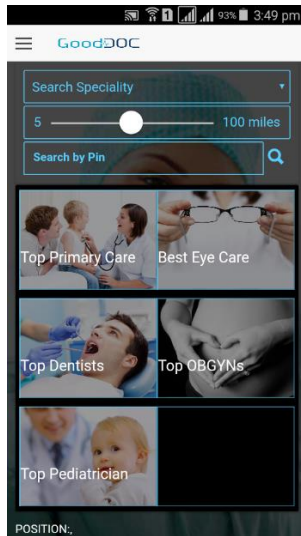 1 93% 3:49 pm
GoodDOC
Search Speciality
5 100 miles
Search by Pin
Top Primary Care Best Eye Care
Top Dentists Top OBGYNs
Top Pediatrician
POSITION:,